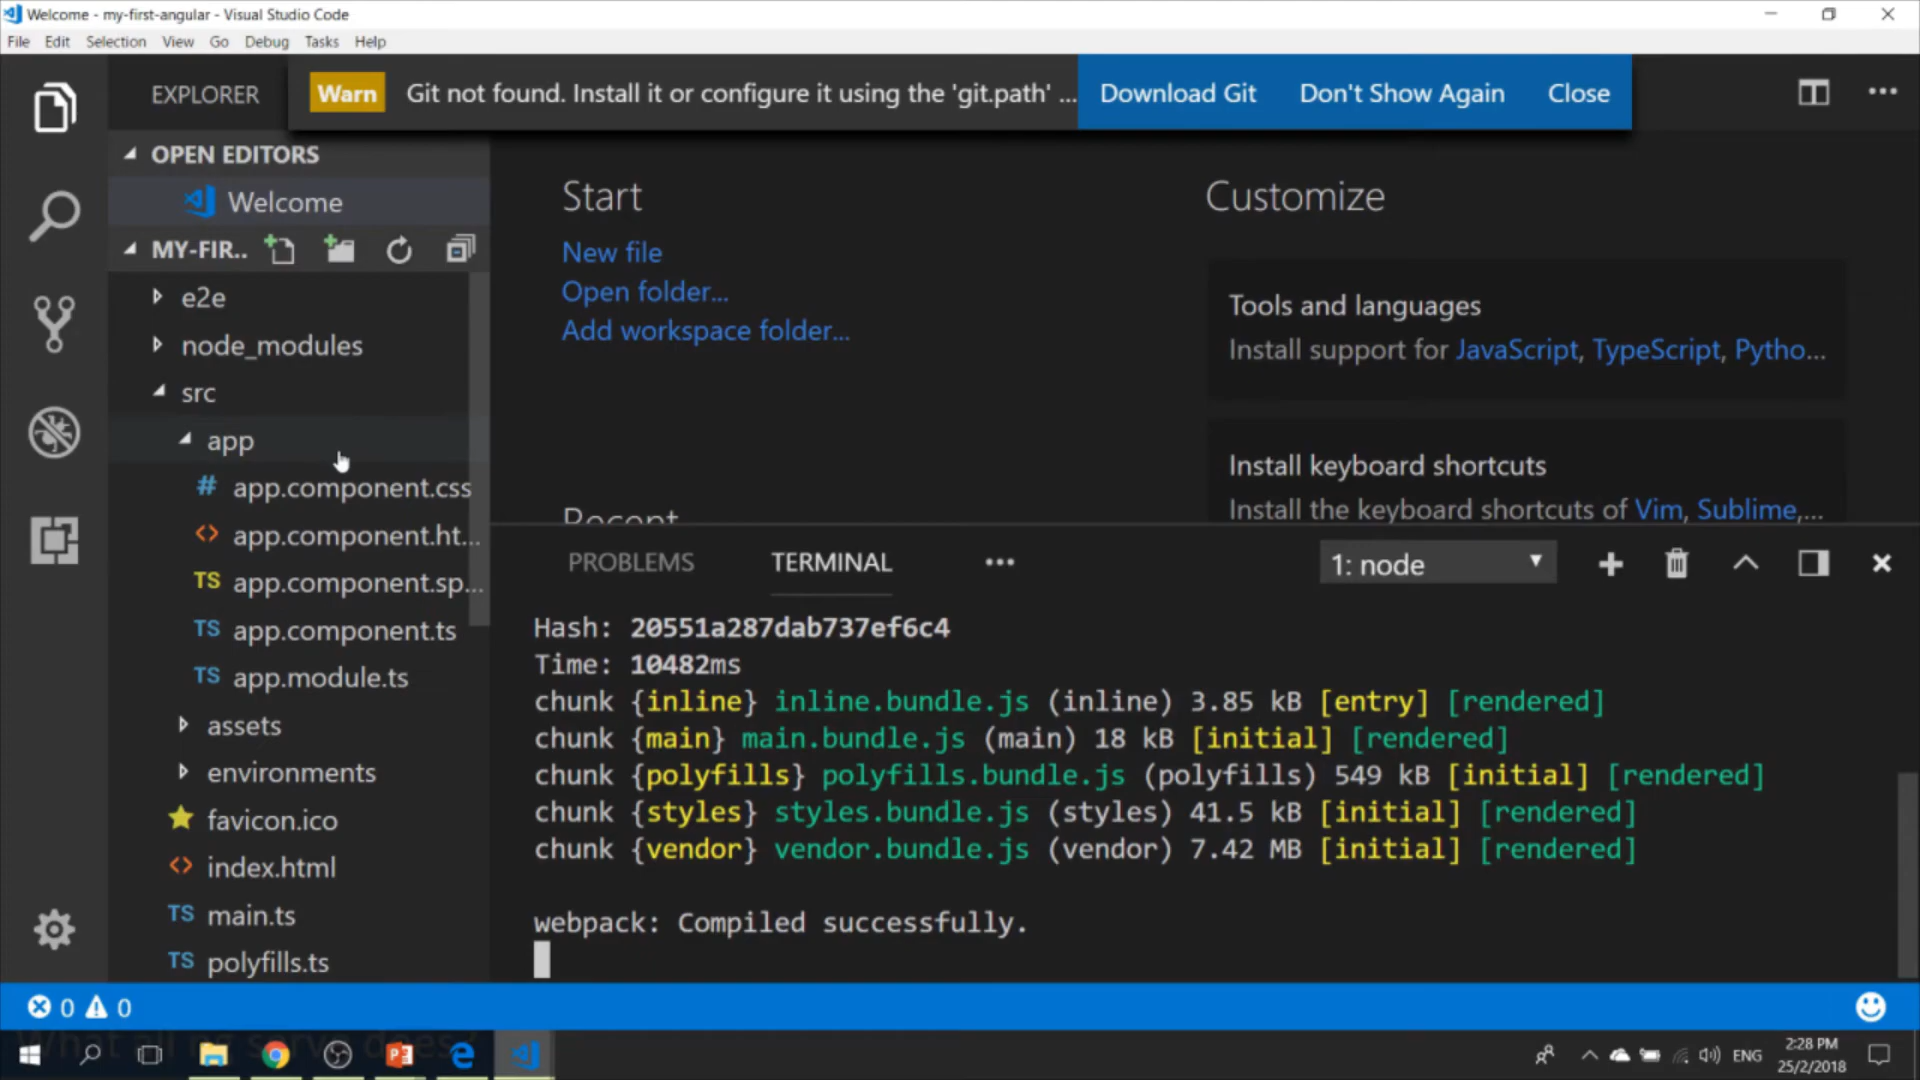 Welcome - my-first-angular - Visual Studio Code
File Edit Selection View Go Debug Tasks Help
EXPLORER
Warn Git not found. Install it or configure it using the 'git.path' ... Download Git Don't Show Again Close
OPEN EDITORS
Welcome
MY-FIR..
e2e
node_modules
src
app
app.component.css
app.component.ht...
app.component.sp...
app.component.ts
app.module.ts
assets
environments
favicon.ico
index.html
main.ts
polyfills.ts
Start
New file
Open folder...
Add workspace folder...
Recent
Customize
Tools and languages
Install support for JavaScript, TypeScript, Pytho...
Install keyboard shortcuts
Install the keyboard shortcuts of Vim, Sublime,...
PROBLEMS TERMINAL ... 1: node
Hash: 20551a287dab737ef6c4
Time: 10482ms
chunk {inline} inline.bundle.js (inline) 3.85 kB [entry] [rendered]
chunk {main} main.bundle.js (main) 18 kB [initial] [rendered]
chunk {polyfills} polyfills.bundle.js (polyfills) 549 kB [initial] [rendered]
chunk {styles} styles.bundle.js (styles) 41.5 kB [initial] [rendered]
chunk {vendor} vendor.bundle.js (vendor) 7.42 MB [initial] [rendered]
webpack: Compiled successfully.
0 0
What all ng serve does?
ENG
2:28 PM
25/2/2018